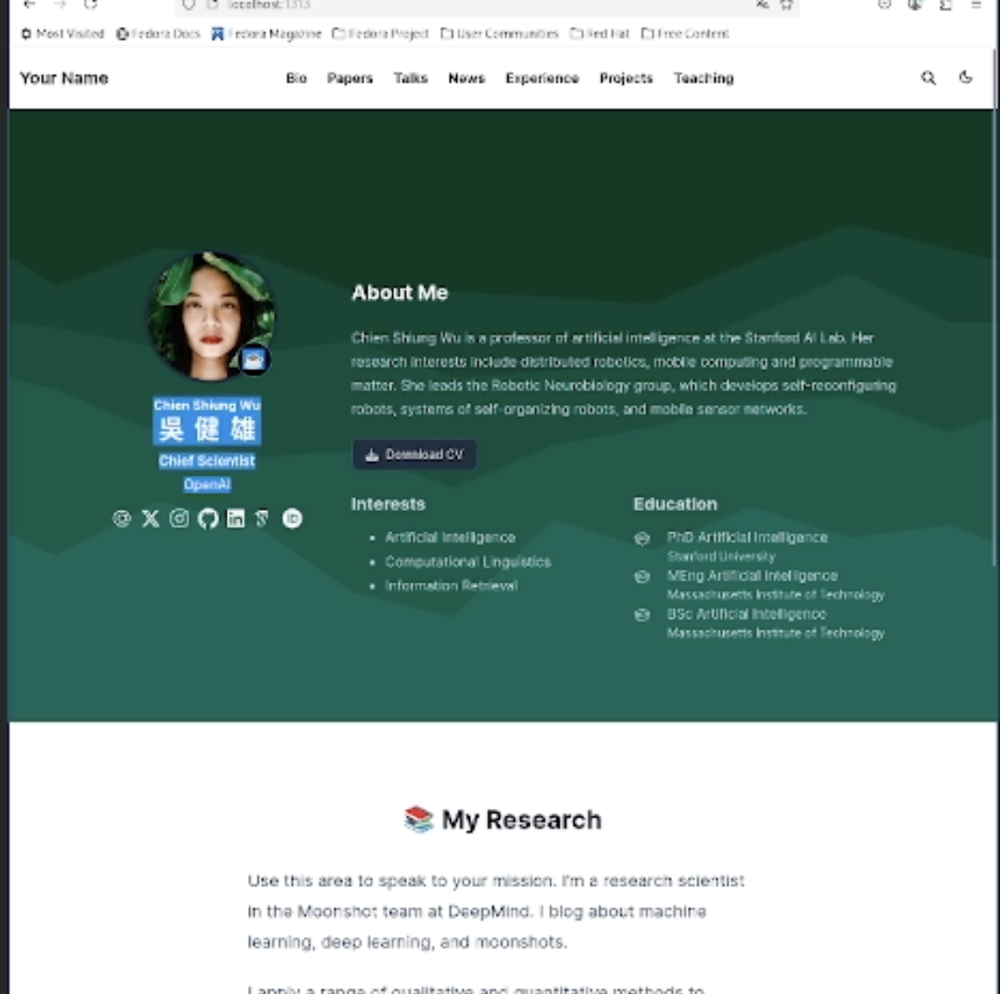 localhost:1313
Most Visited Fedora Docs Fedora Magazine Fedora Project User Communities Red Hat Free Content
Your Name Bio Papers Talks News Experience Projects Teaching
Chien Shiung Wu
吳健雄
Chief Scientist
OpenAI
About Me
Chien Shiung Wu is a professor of artificial intelligence at the Stanford AI Lab. Her
research interests include distributed robotics, mobile computing and programmable
matter. She leads the Robotic Neurobiology group, which develops self-reconfiguring
robots, systems of self-organizing robots, and mobile sensor networks.
Download CV
Interests
Artificial Intelligence
Computational Linguistics
Information Retrieval
Education
PhD Artificial Intelligence
Stanford University
MEng Artificial Intelligence
Massachusetts Institute of Technology
BSc Artificial Intelligence
Massachusetts Institute of Technology
📚 My Research
Use this area to speak to your mission. I'm a research scientist
in the Moonshot team at DeepMind. I blog about machine
learning, deep learning, and moonshots.
I apply a range of qualitative and quantitative methods to